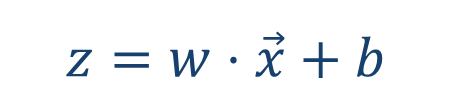 z = w · x⃗ + b